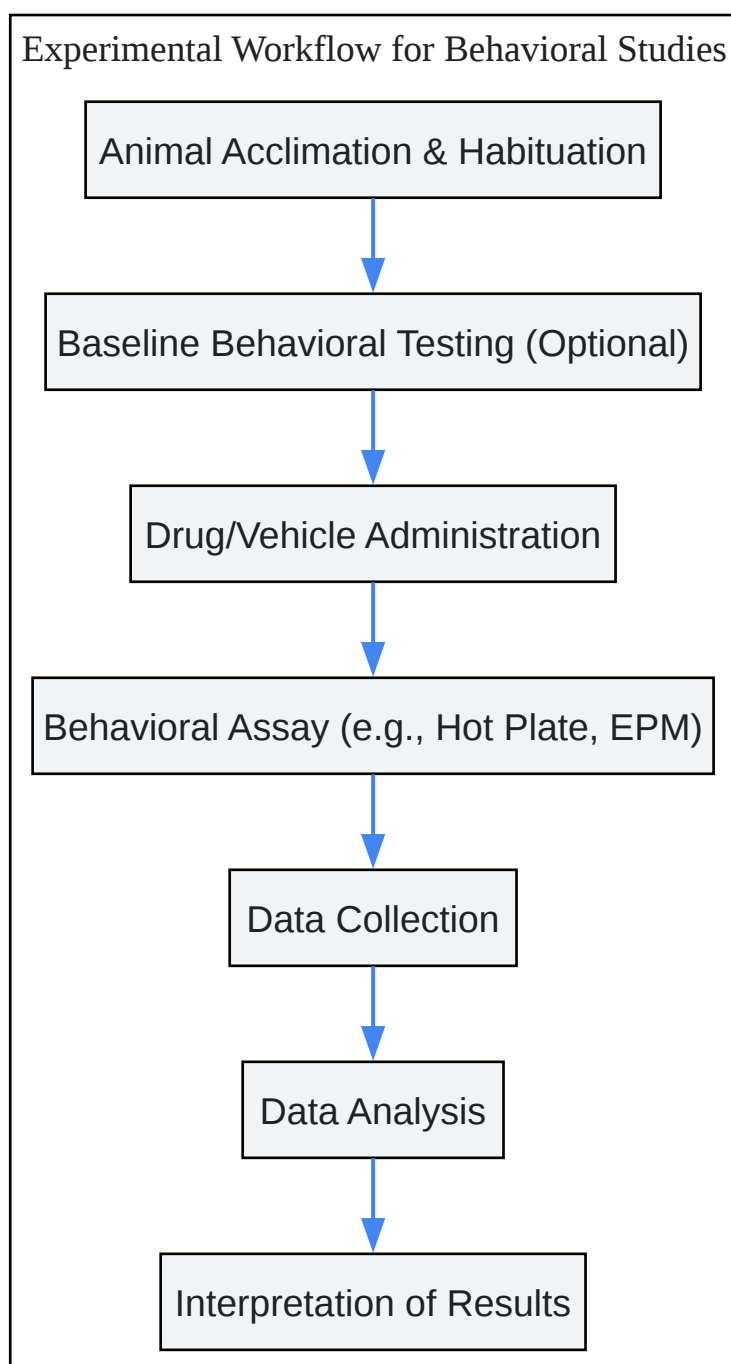 Experimental Workflow for Behavioral Studies
Animal Acclimation & Habituation
Baseline Behavioral Testing (Optional)
Drug/Vehicle Administration
Behavioral Assay (e.g., Hot Plate, EPM)
Data Collection
Data Analysis
Interpretation of Results